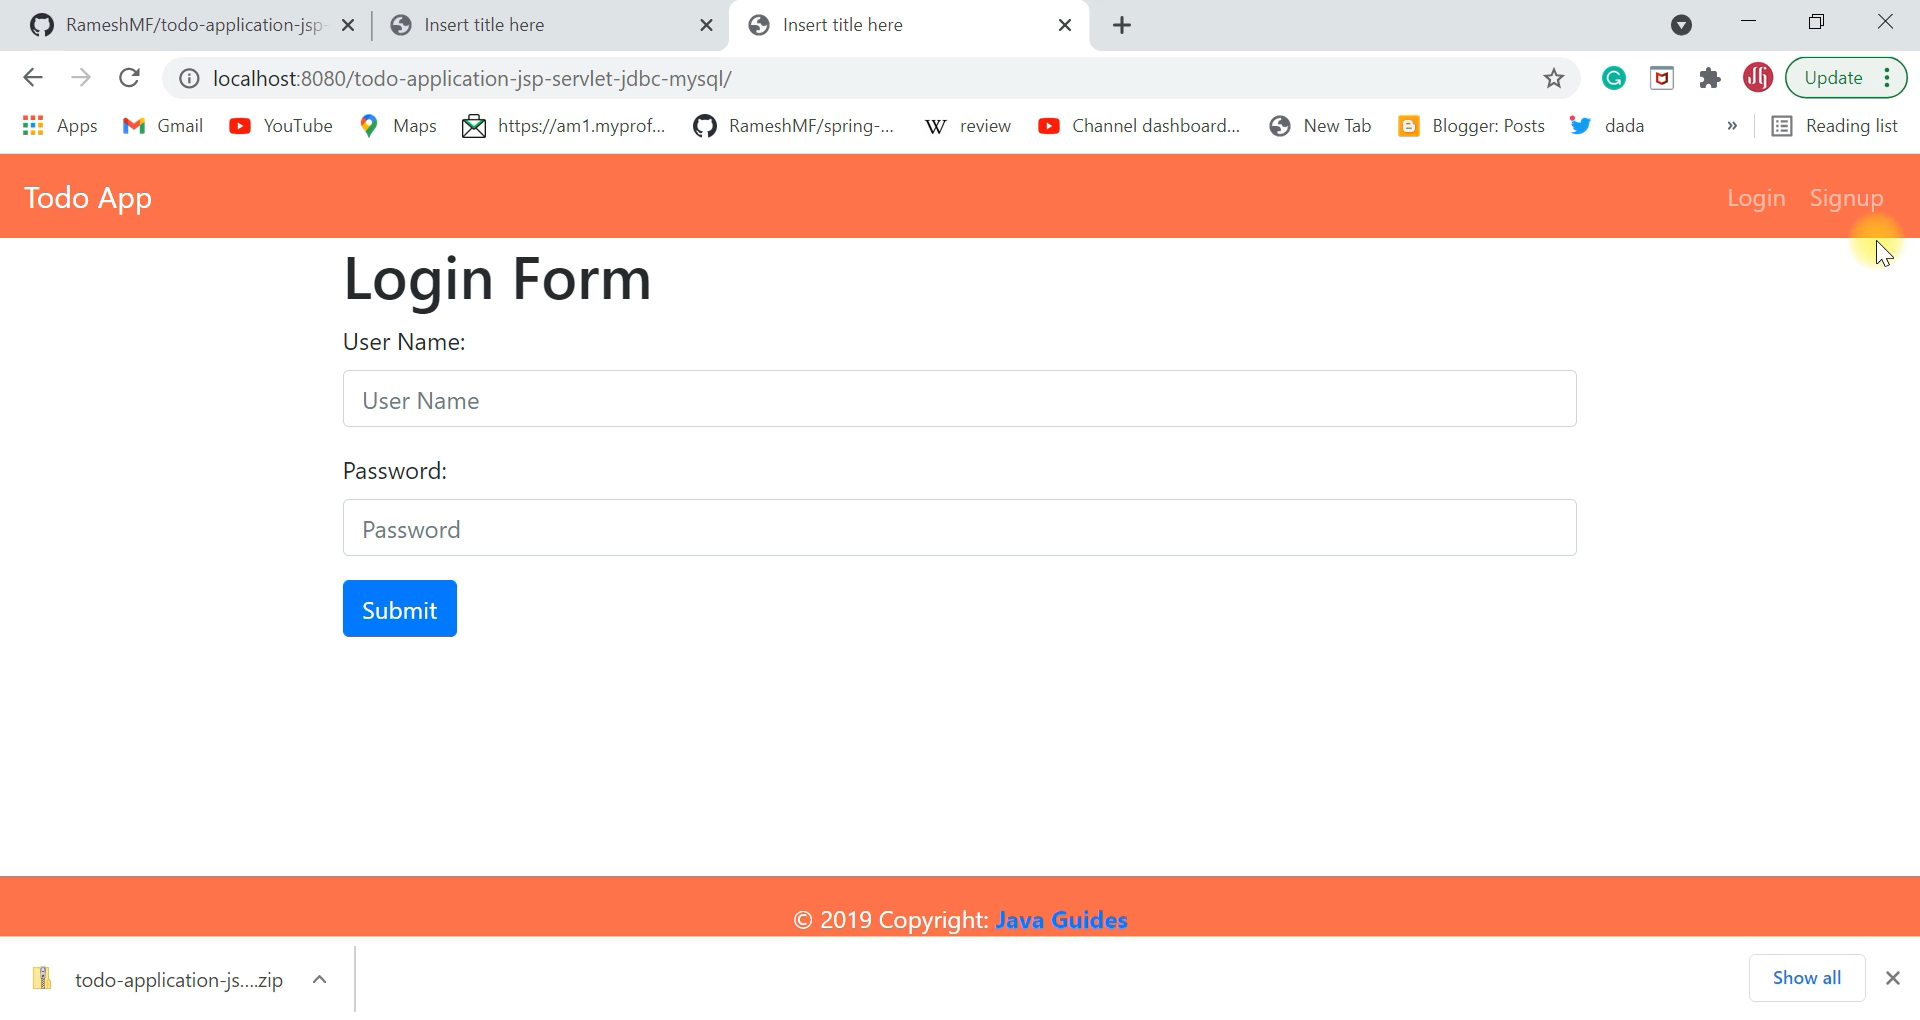 RameshMF/todo-application-jsp- Insert title here Insert title here
localhost:8080/todo-application-jsp-servlet-jdbc-mysql/ Update
Apps Gmail YouTube Maps https://am1.myprof... RameshMF/spring-... W review Channel dashboard... New Tab Blogger: Posts dada » Reading list
Todo App Login Signup
Login Form
User Name:
User Name
Password:
Password
Submit
© 2019 Copyright: Java Guides
todo-application-js....zip Show all